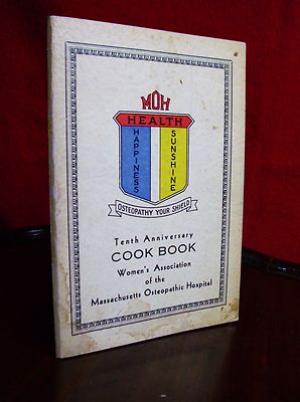 MOH
HEALTH
HAPPINESS
SUNSHINE
OSTEOPATHY YOUR SHIELD
Tenth Anniversary
COOK BOOK
Women's Association
of the
Massachusetts Osteopathic Hospital